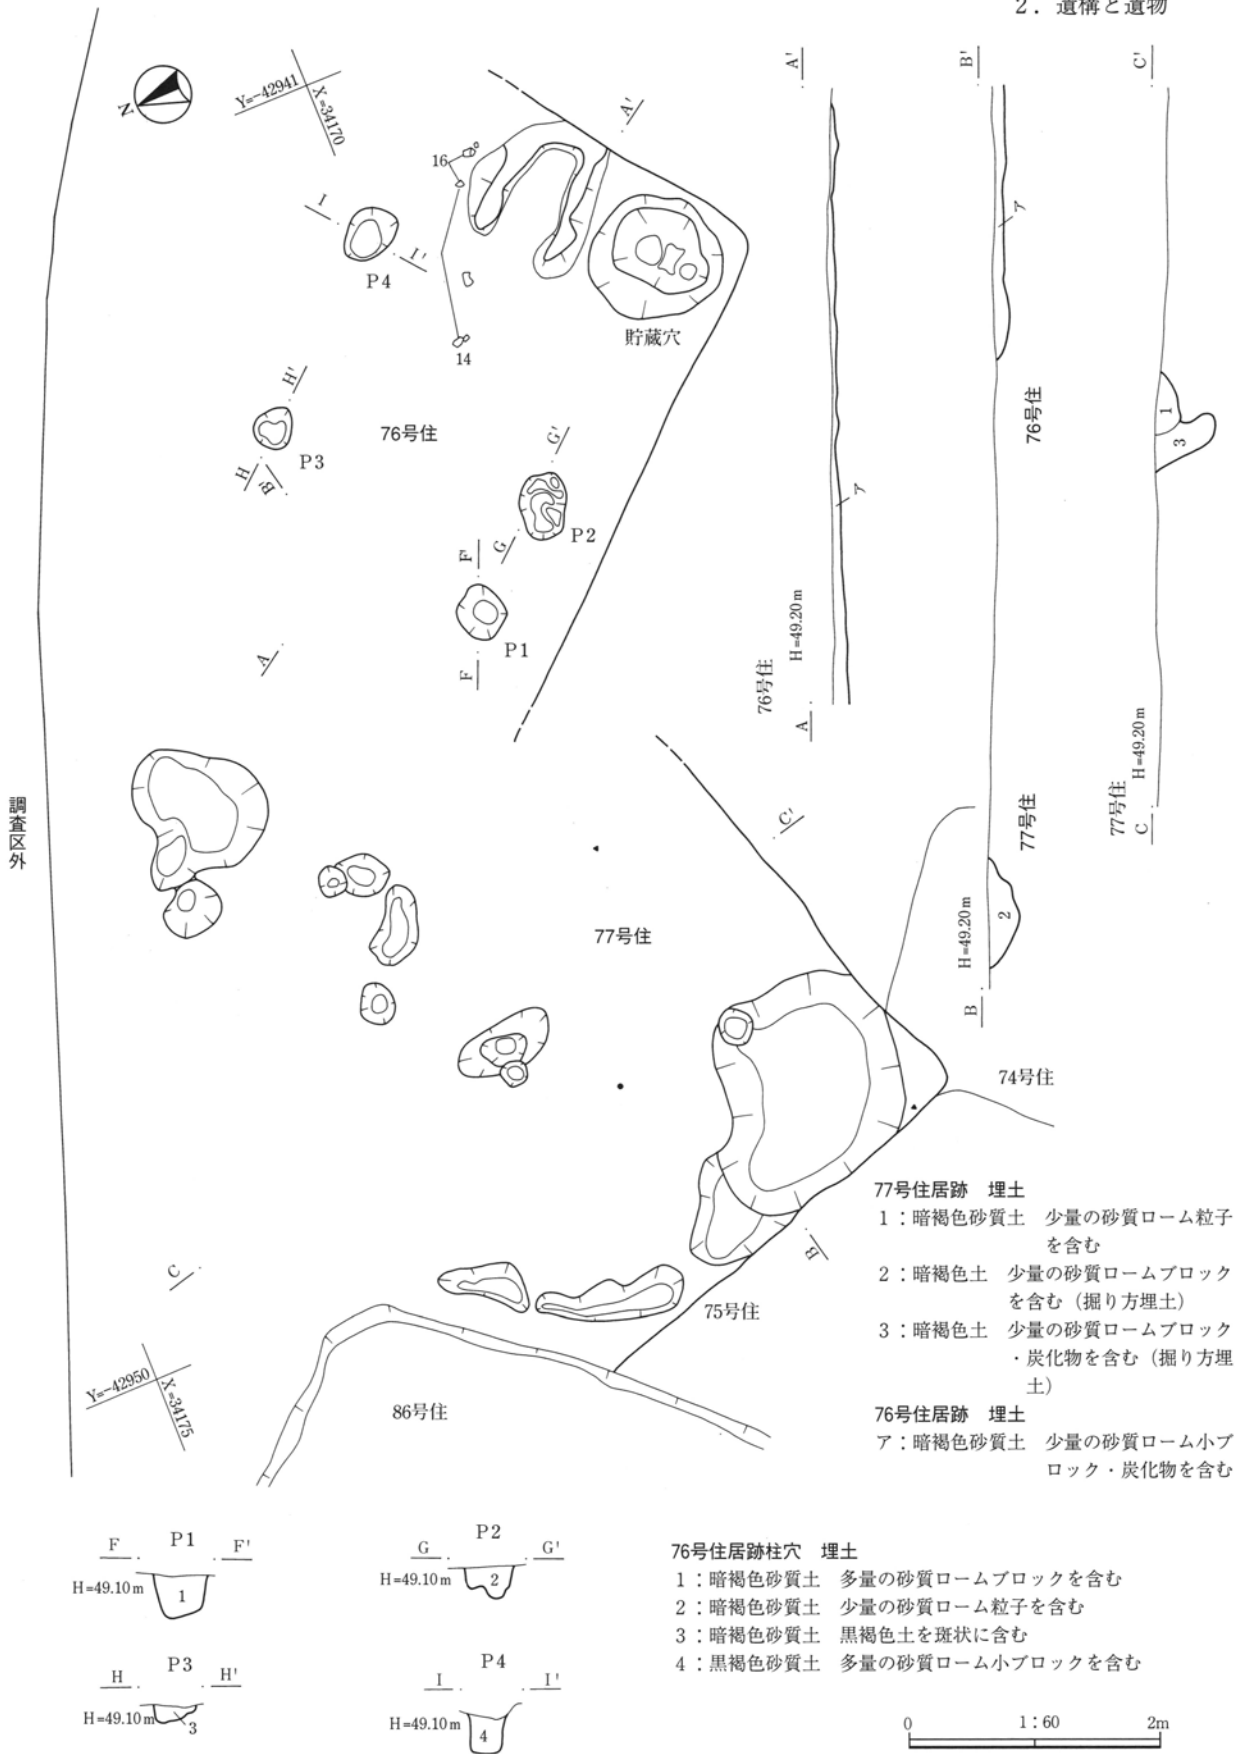 2．遺構と遺物
N
Y=-42941
X=34170
A'
B'
C'
A'
16
I
I'
P4
貯蔵穴
14
ア
H'
76号住
P3
H
B'
G'
P2
G
F'
P1
F
76号住
1
3
ア
H=49.20m
76号住
A
A
調査区外
C'
77号住
77号住
H=49.20m
2
B
77号住
H=49.20m
C
74号住
B
C
75号住
Y=-42950
X=34175
86号住
77号住居跡　埋土
1：暗褐色砂質土　少量の砂質ローム粒子
を含む
2：暗褐色土　少量の砂質ロームブロック
を含む（掘り方埋土）
3：暗褐色土　少量の砂質ロームブロック
・炭化物を含む（掘り方埋
土）
76号住居跡　埋土
ア：暗褐色砂質土　少量の砂質ローム小ブ
ロック・炭化物を含む
F　P1　F'
H=49.10m
1
G　P2　G'
H=49.10m
2
H　P3　H'
H=49.10m
3
I　P4　I'
H=49.10m
4
76号住居跡柱穴　埋土
1：暗褐色砂質土　多量の砂質ロームブロックを含む
2：暗褐色砂質土　少量の砂質ローム粒子を含む
3：暗褐色砂質土　黒褐色土を斑状に含む
4：黒褐色砂質土　多量の砂質ローム小ブロックを含む
0　1：60　2m